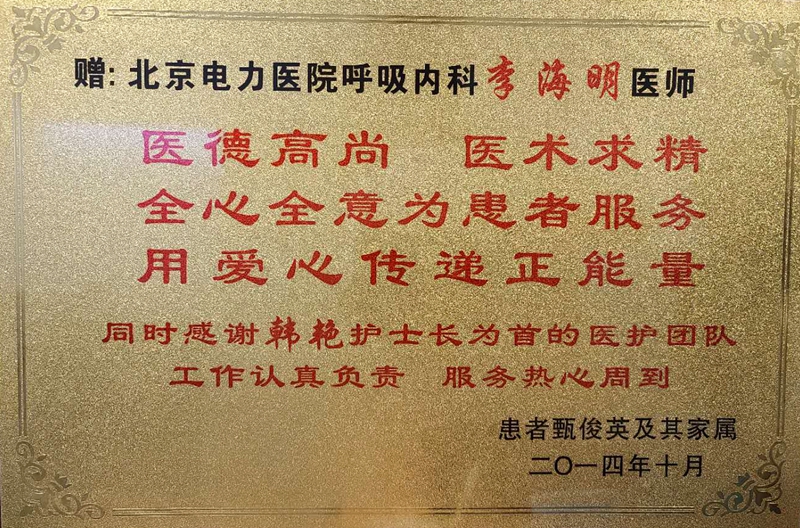 赠:北京电力医院呼吸内科李海明医师
医德高尚 医术求精
全心全意为患者服务
用爱心传递正能量
同时感谢韩艳护士长为首的医护团队
工作认真负责 服务热心周到
患者甄俊英及其家属
二〇一四年十月